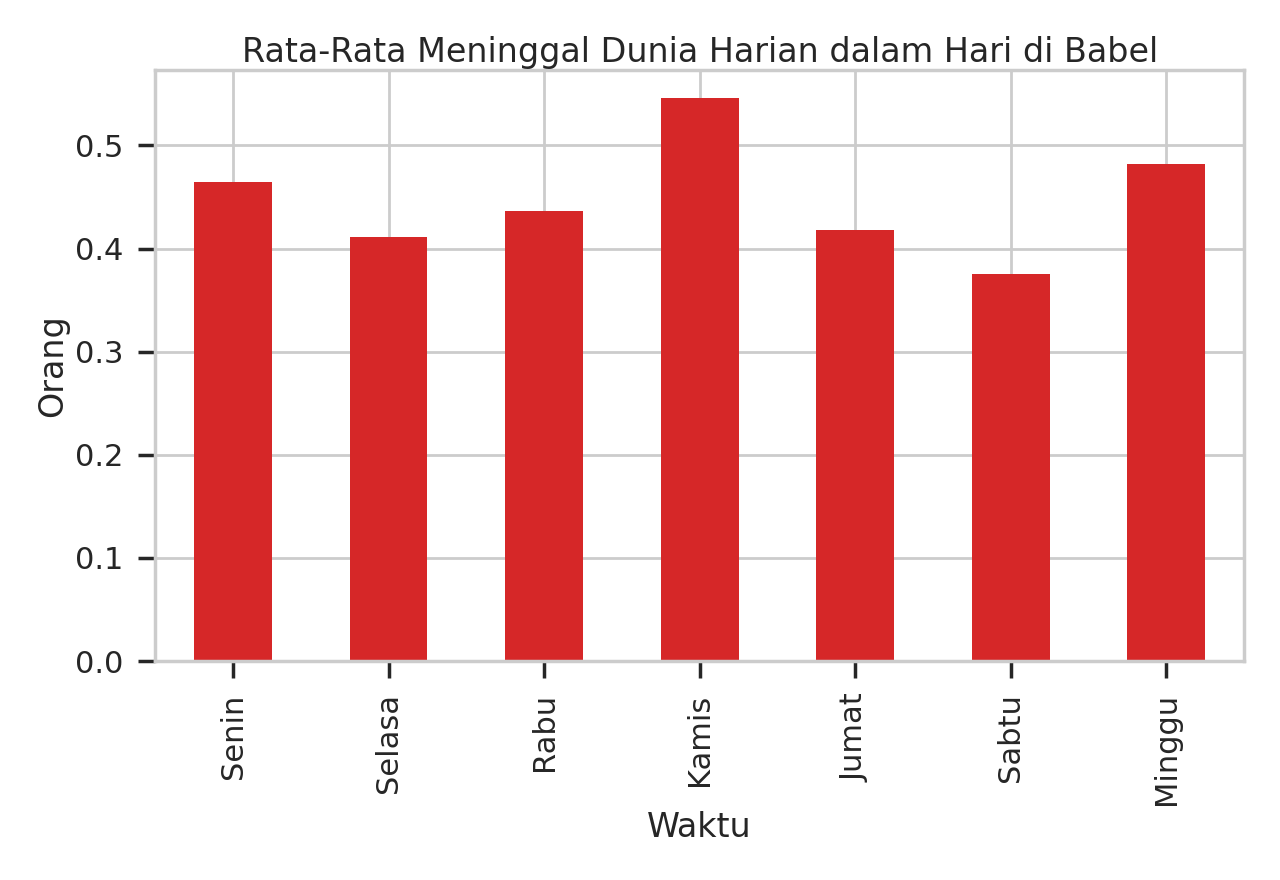 Rata-Rata Meninggal Dunia Harian dalam Hari di Babel
0.5
0.4
0.3
0.2
0.1
0.0
Orang
Senin
Selasa
Rabu
Kamis
Jumat
Sabtu
Minggu
Waktu